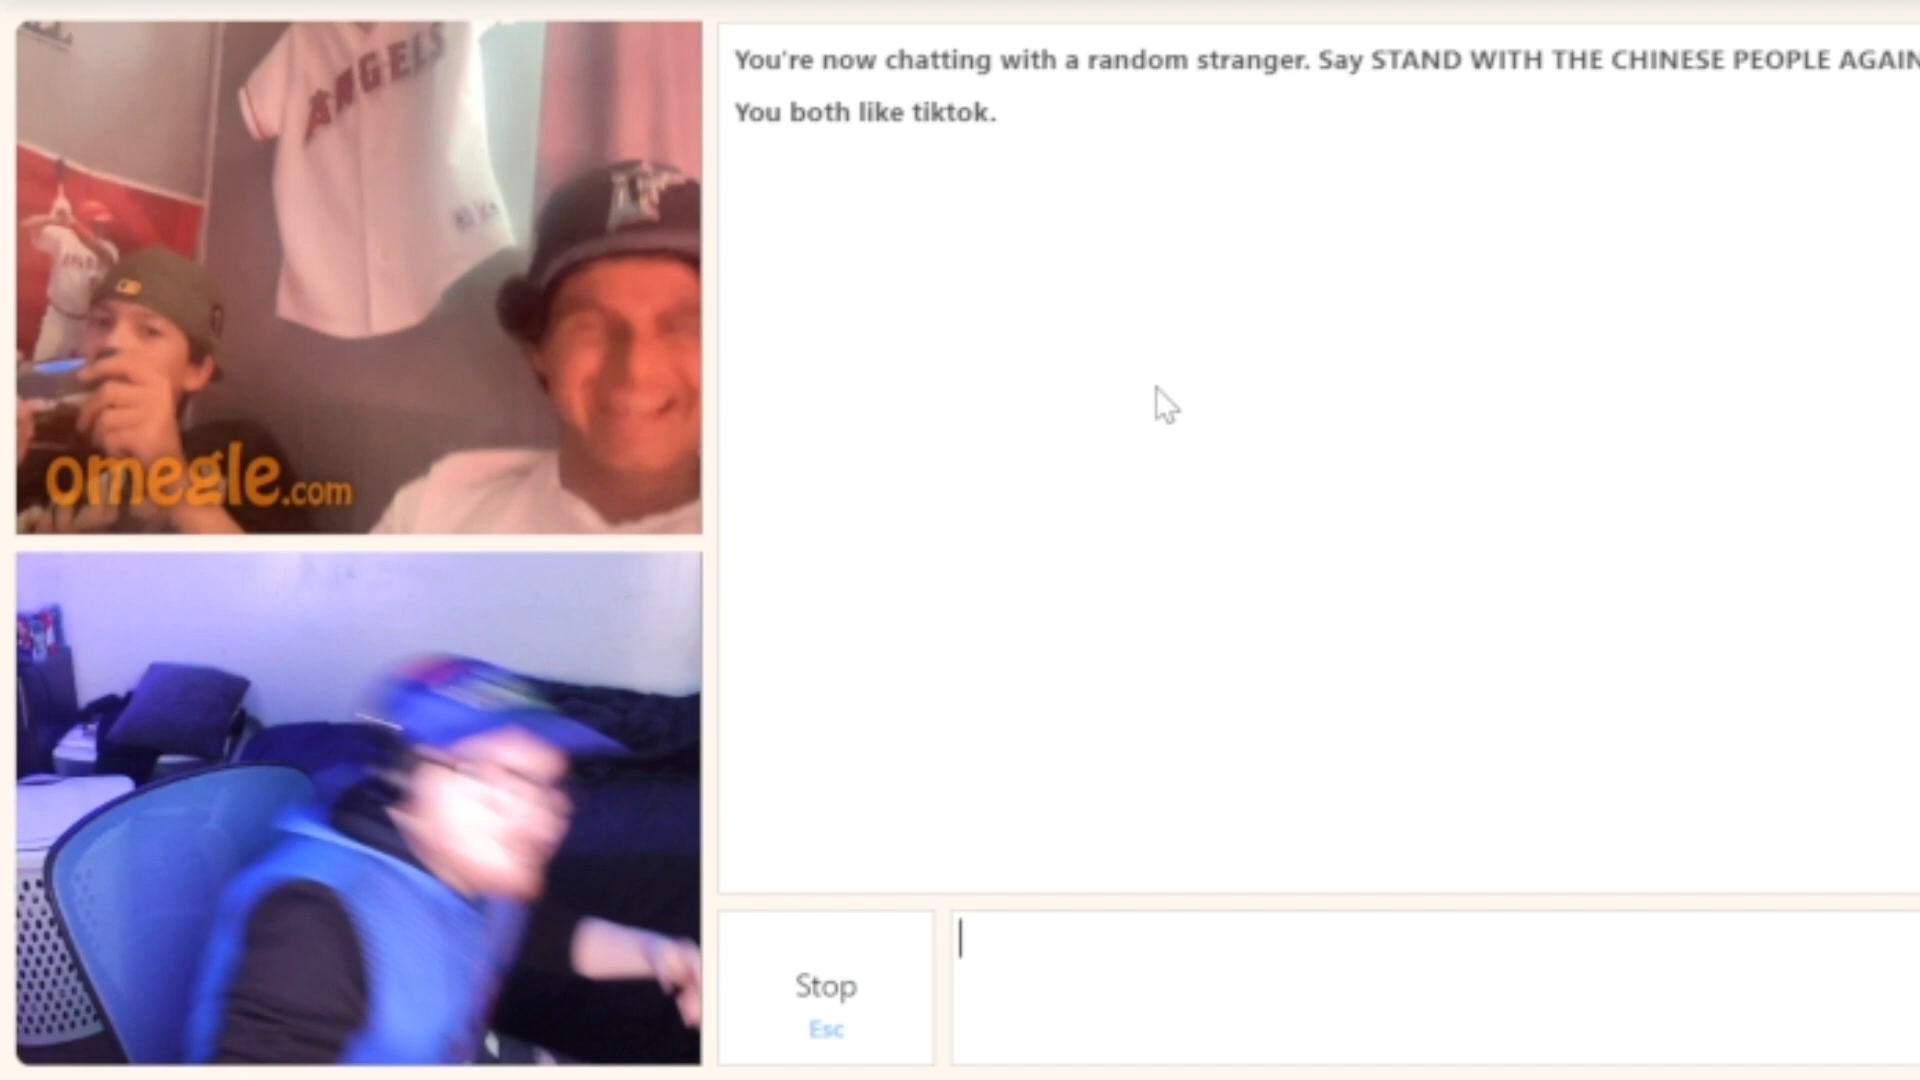 ANGELS
omegle.com
You're now chatting with a random stranger. Say STAND WITH THE CHINESE PEOPLE AGAIN
You both like tiktok.
Stop
Esc